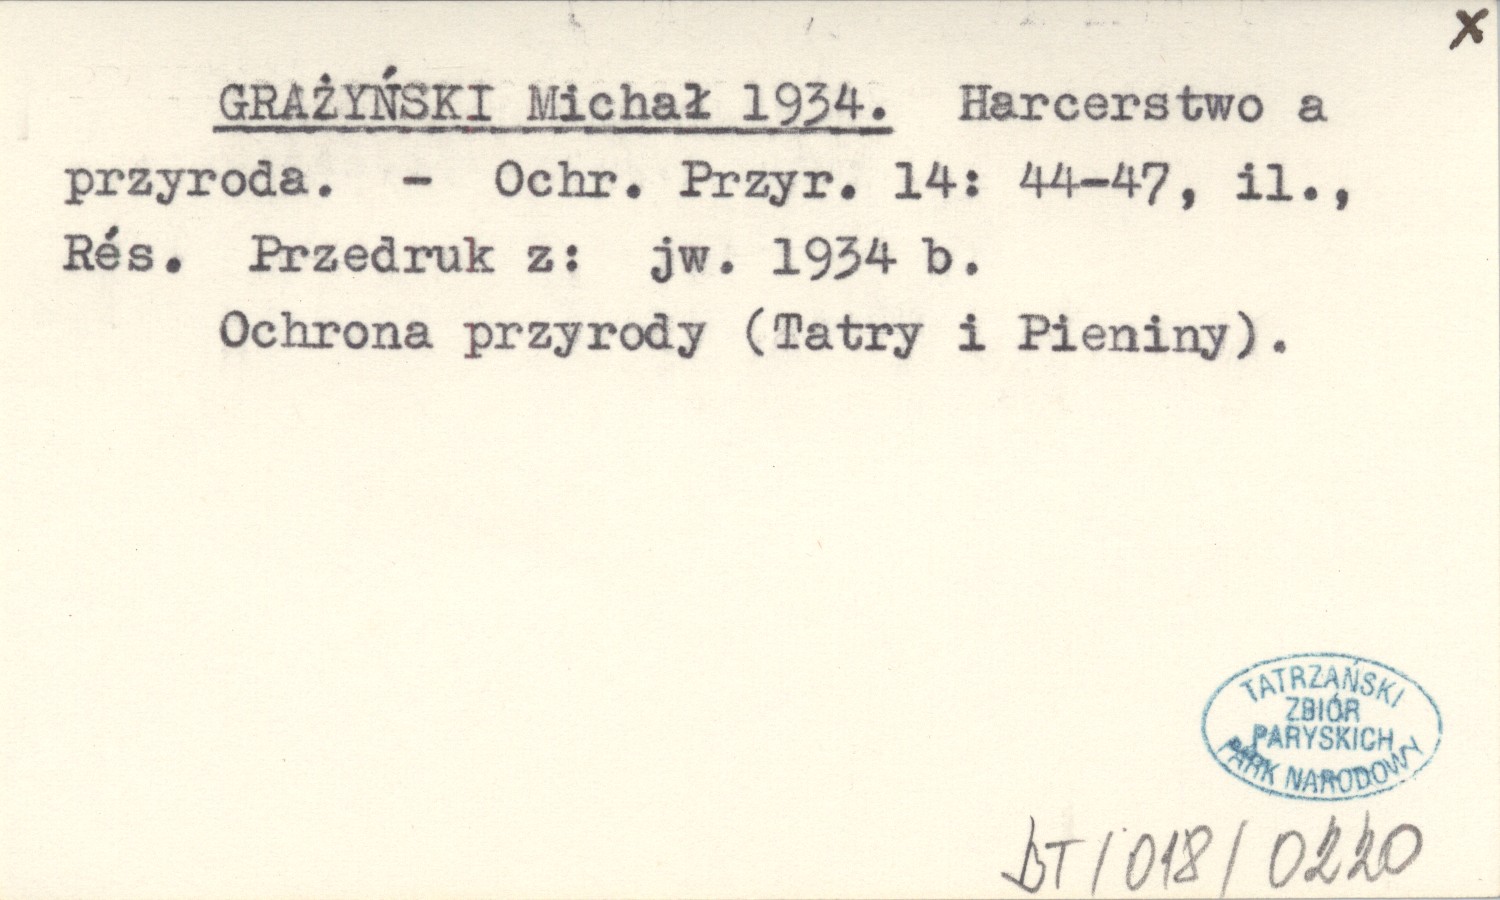 x
GRAŻYŃSKI Michał 1934. Harcerstwo a
przyroda. - Ochr. Przyr. 14: 44-47, il.,
Rés. Przedruk z: jw. 1934 b.
Ochrona przyrody (Tatry i Pieniny).
TATRZAŃSKI
ZBIÓR
PARYSKICH
PARK NARODOWY
BT/018/0220